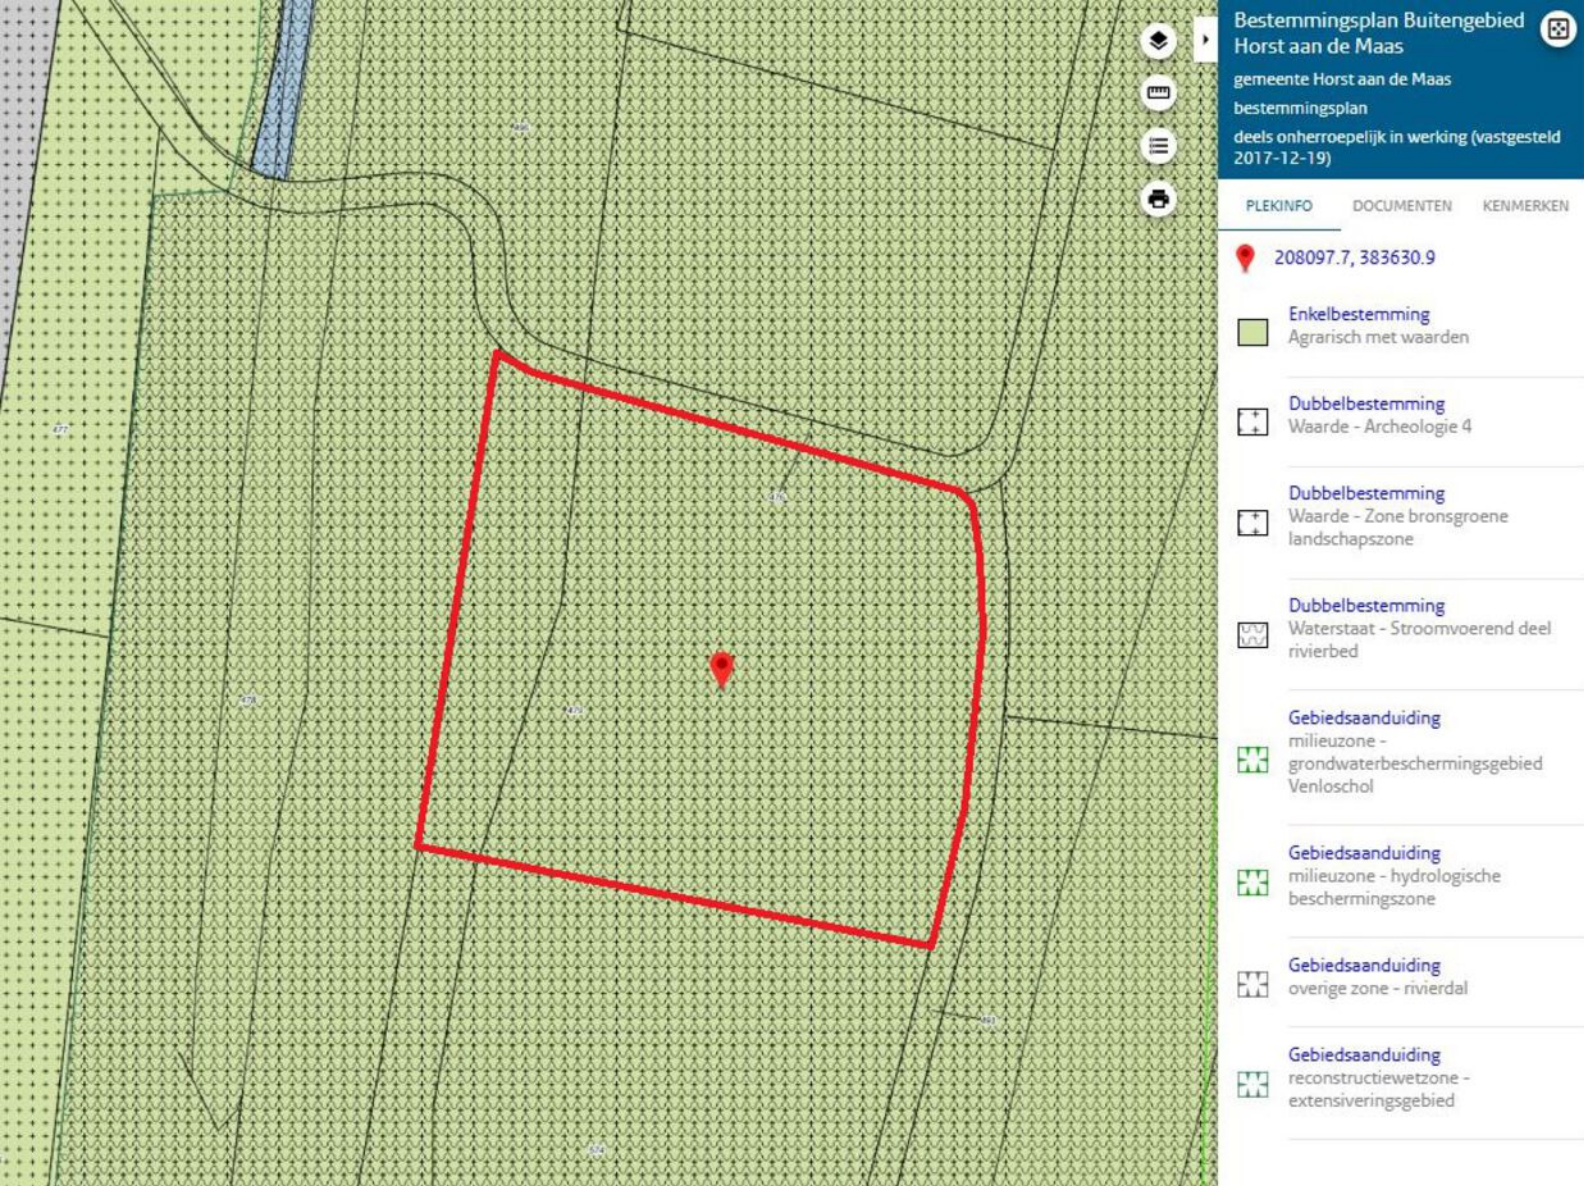 Bestemmingsplan Buitengebied
Horst aan de Maas
gemeente Horst aan de Maas
bestemmingsplan
deels onherroepelijk in werking (vastgesteld
2017-12-19)
PLEKINFO DOCUMENTEN KENMERKEN
208097.7, 383630.9
Enkelbestemming
Agrarisch met waarden
Dubbelbestemming
Waarde - Archeologie 4
Dubbelbestemming
Waarde - Zone bronsgroene
landschapszone
Dubbelbestemming
Waterstaat - Stroomvoerend deel
rivierbed
Gebiedsaanduiding
milieuzone -
grondwaterbeschermingsgebied
Venloschol
Gebiedsaanduiding
milieuzone - hydrologische
beschermingszone
Gebiedsaanduiding
overige zone - rivierdal
Gebiedsaanduiding
reconstructiewetzone -
extensiveringsgebied
477
478